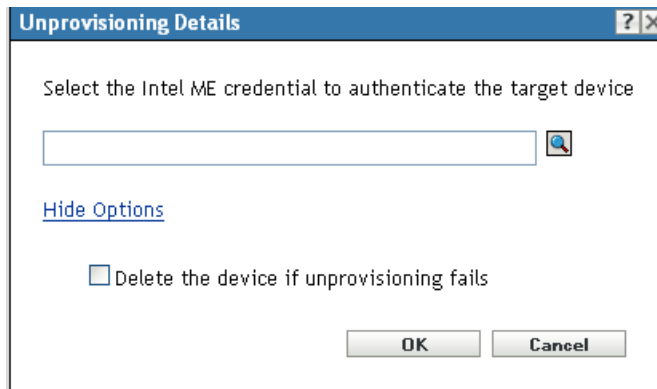 Unprovisioning Details
?
Select the Intel ME credential to authenticate the target device
Hide Options
Delete the device if unprovisioning fails
OK Cancel